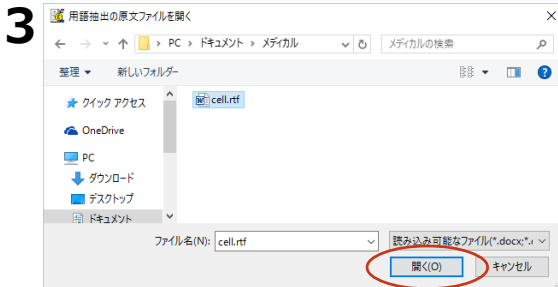 3
用語抽出の原文ファイルを開く
PC › ドキュメント › メディカル
メディカルの検索
整理
新しいフォルダー
クイック アクセス
cell.rtf
OneDrive
PC
ダウンロード
デスクトップ
ドキュメント
ファイル名(N): cell.rtf
読み込み可能なファイル(*.docx;*.
開く(O)
キャンセル